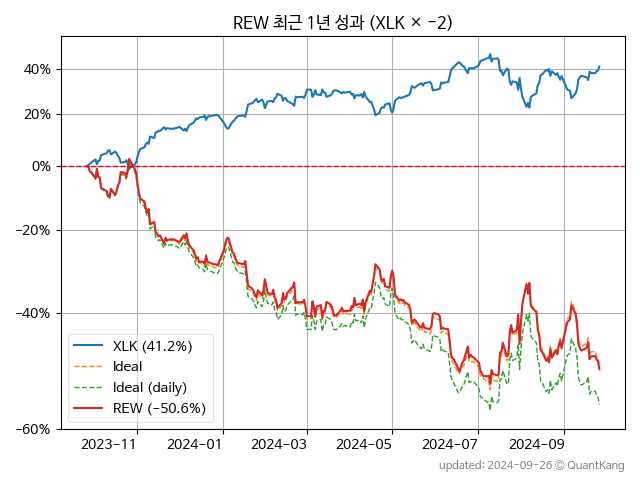 REW 최근 1년 성과 (XLK × −2)
40%
20%
0%
−20%
−40%
−60%
XLK (41.2%)
Ideal
Ideal (daily)
REW (−50.6%)
2023−11 2024−01 2024−03 2024−05 2024−07 2024−09
updated: 2024-09-26 © QuantKang